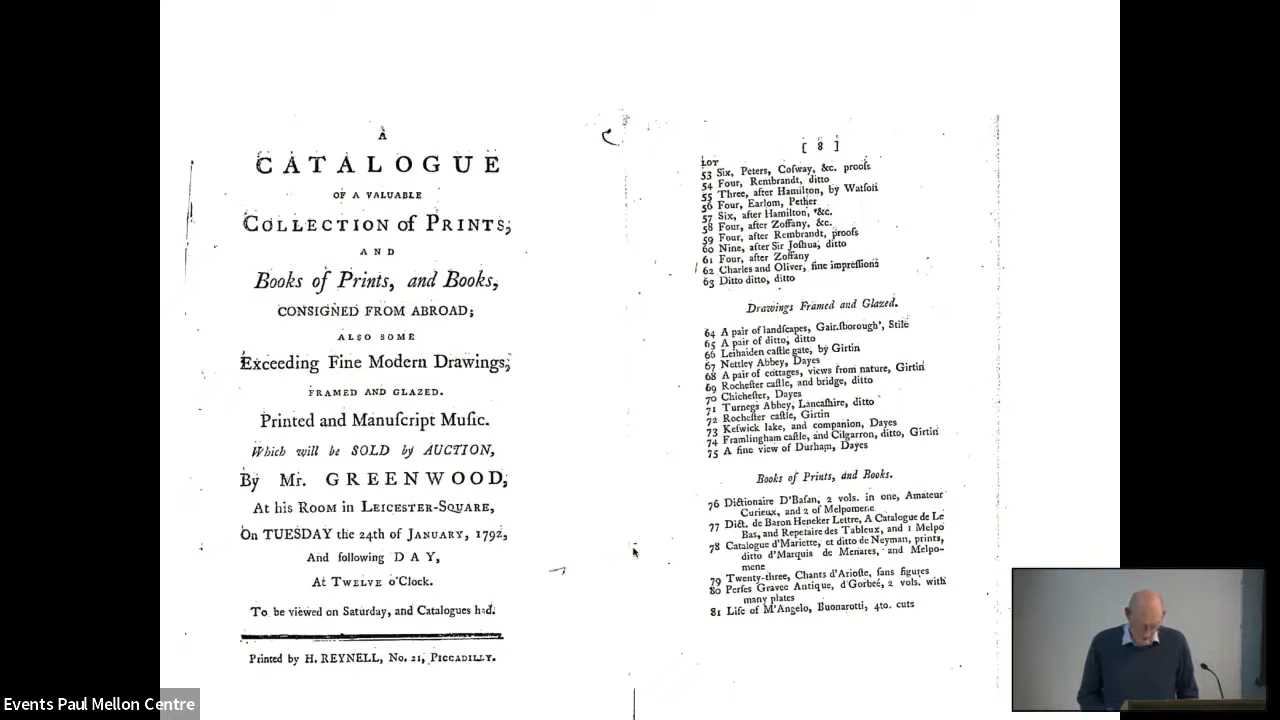 A
CATALOGUE
OF A VALUABLE
COLLECTION of PRINTS;
AND
Books of Prints, and Books,
CONSIGNED FROM ABROAD;
ALSO SOME
Exceeding Fine Modern Drawings;
FRAMED AND GLAZED.
Printed and Manuſcript Muſic.
Which will be SOLD by AUCTION,
By Mr. GREENWOOD,
At his ROOM in LEICESTER-SQUARE,
On TUESDAY the 24th of JANUARY, 1792,
And following DAY,
At TWELVE o'Clock.
To be viewed on Saturday, and Catalogues had.
Printed by H. REYNELL, No. 21, PICCADILLY.
[ 8 ]
LOT
53 Six, Peters, Coſway, &c. proofs
54 Four, Rembrandt, ditto
55 Three, after Hamilton, by Watſon
56 Four, Earlom, Pether
57 Six, after Hamilton, &c.
58 Four, after Zoffany, &c.
59 Four, after Rembrandt, proofs
60 Nine, after Sir Joſhua, ditto
61 Four, after Zoffany
62 Charles and Oliver, fine impreſſions
63 Ditto ditto, ditto
Drawings Framed and Glazed.
64 A pair of landſcapes, Gainſborough', Stile
65 A pair of ditto, ditto
66 Leihaiden caſtle gate, by Girtin
67 Nettley Abbey, Dayes
68 A pair of cottages, views from nature, Girtin
69 Rocheſter caſtle, and bridge, ditto
70 Chicheſter, Dayes
71 Turneſs Abbey, Lancaſhire, ditto
72 Rocheſter caſtle, Girtin
73 Keſwick lake, and companion, Dayes
74 Framlingham caſtle, and Cilgarron, ditto, Girtin
75 A fine view of Durham, Dayes
Books of Prints, and Books.
76 Dictionaire D'Baſan, 2 vols. in one, Amateur
Curieux, and 2 of Melpomene
77 Dict. de Baron Heneker Lettre, A Catalogue de Le
Bas, and Repetaire des Tableux, and 1 Melpo
78 Catalogue d'Mariette, et ditto de Neyman, prints,
ditto d'Marquis de Menares, and Melpo-
mene
79 Twenty-three, Chants d'Arioſte, ſans figures
80 Perſes Gravee Antique, d'Gorbeé, 2 vols. with
many plates
81 Life of M'Angelo, Buonarotti, 4to. cuts
Events Paul Mellon Centre